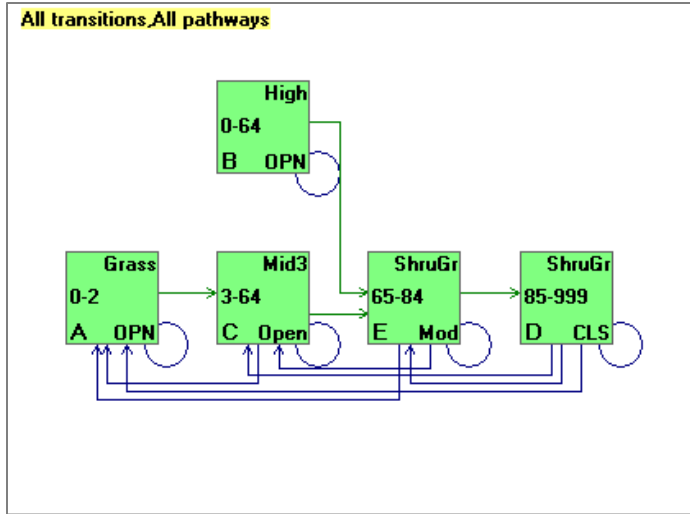 All transitions,All pathways
High
0-64
B OPN
Grass
0-2
A OPN
Mid3
3-64
C Open
ShruGr
65-84
E Mod
ShruGr
85-999
D CLS